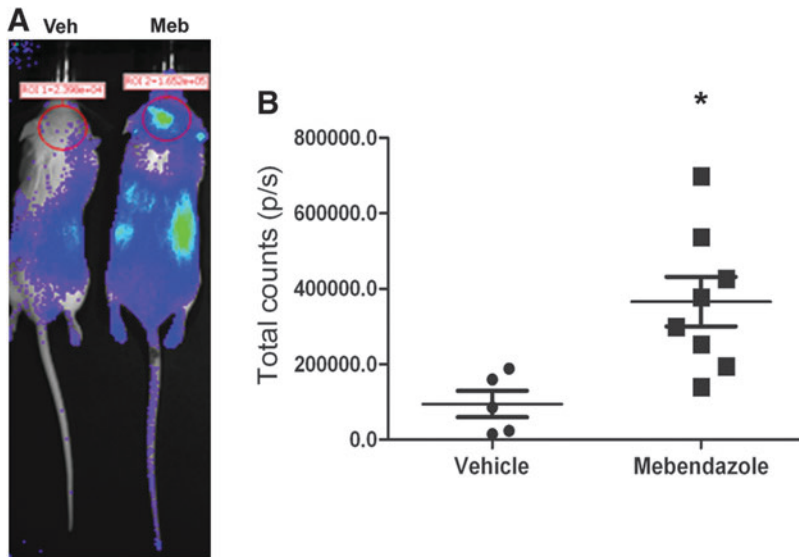 A
Veh
Meb
ROI 1=2.398e+04
ROI 2=1.652e+05
B
*
Total counts (p/s)
800000.0
600000.0
400000.0
200000.0
0.0
Vehicle
Mebendazole